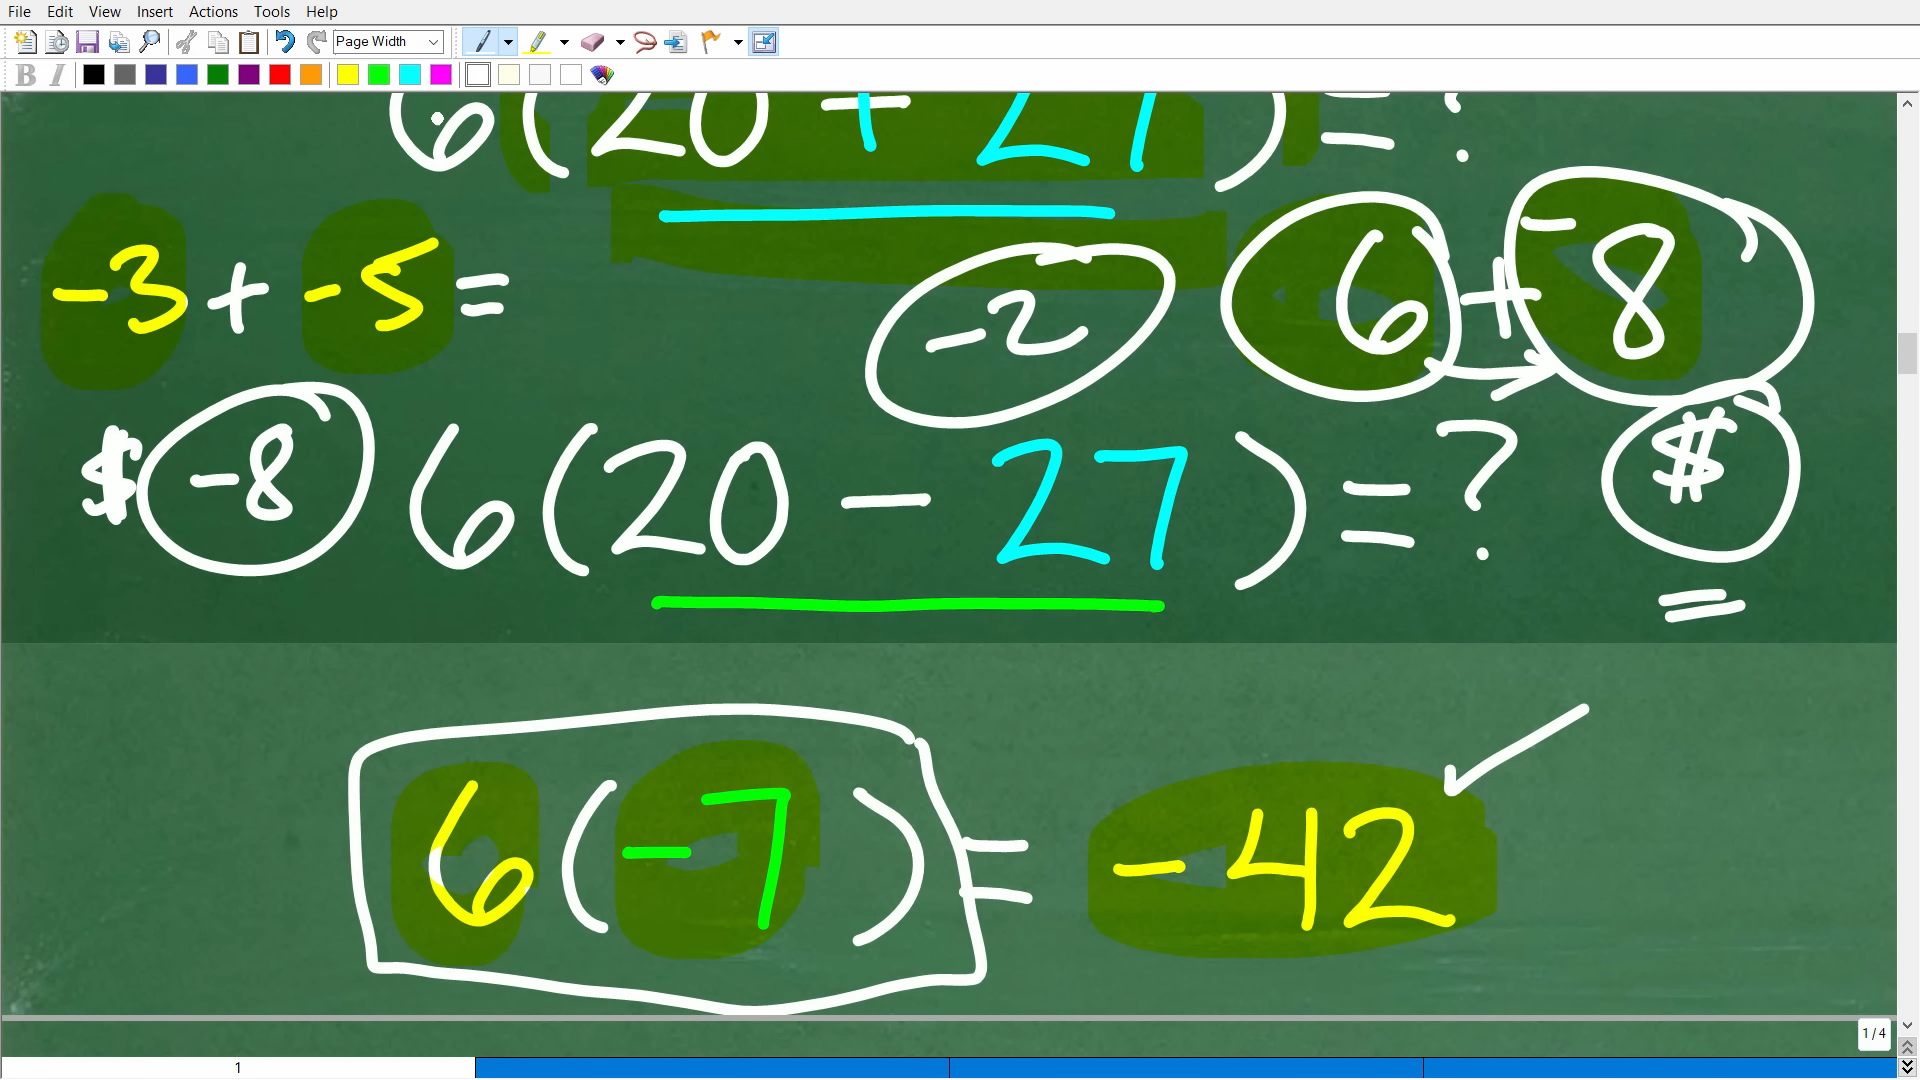 File Edit View Insert Actions Tools Help
Page Width
B I
6(20 + 27) = ?
-3 + -5 =
-2
6 + -8
$ -8
6(20 - 27) = ?
$
6(-7) = -42
1 / 4
1